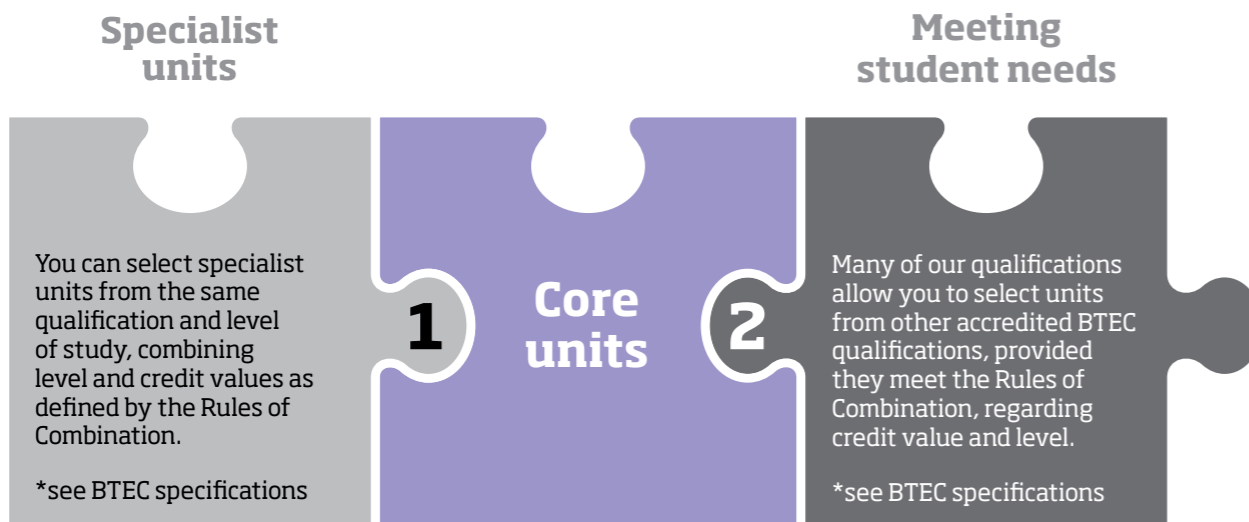 Specialist
units
You can select specialist
units from the same
qualification and level
of study, combining
level and credit values as
defined by the Rules of
Combination.
*see BTEC specifications
1
Core
units
2
Meeting
student needs
Many of our qualifications
allow you to select units
from other accredited BTEC
qualifications, provided
they meet the Rules of
Combination, regarding
credit value and level.
*see BTEC specifications